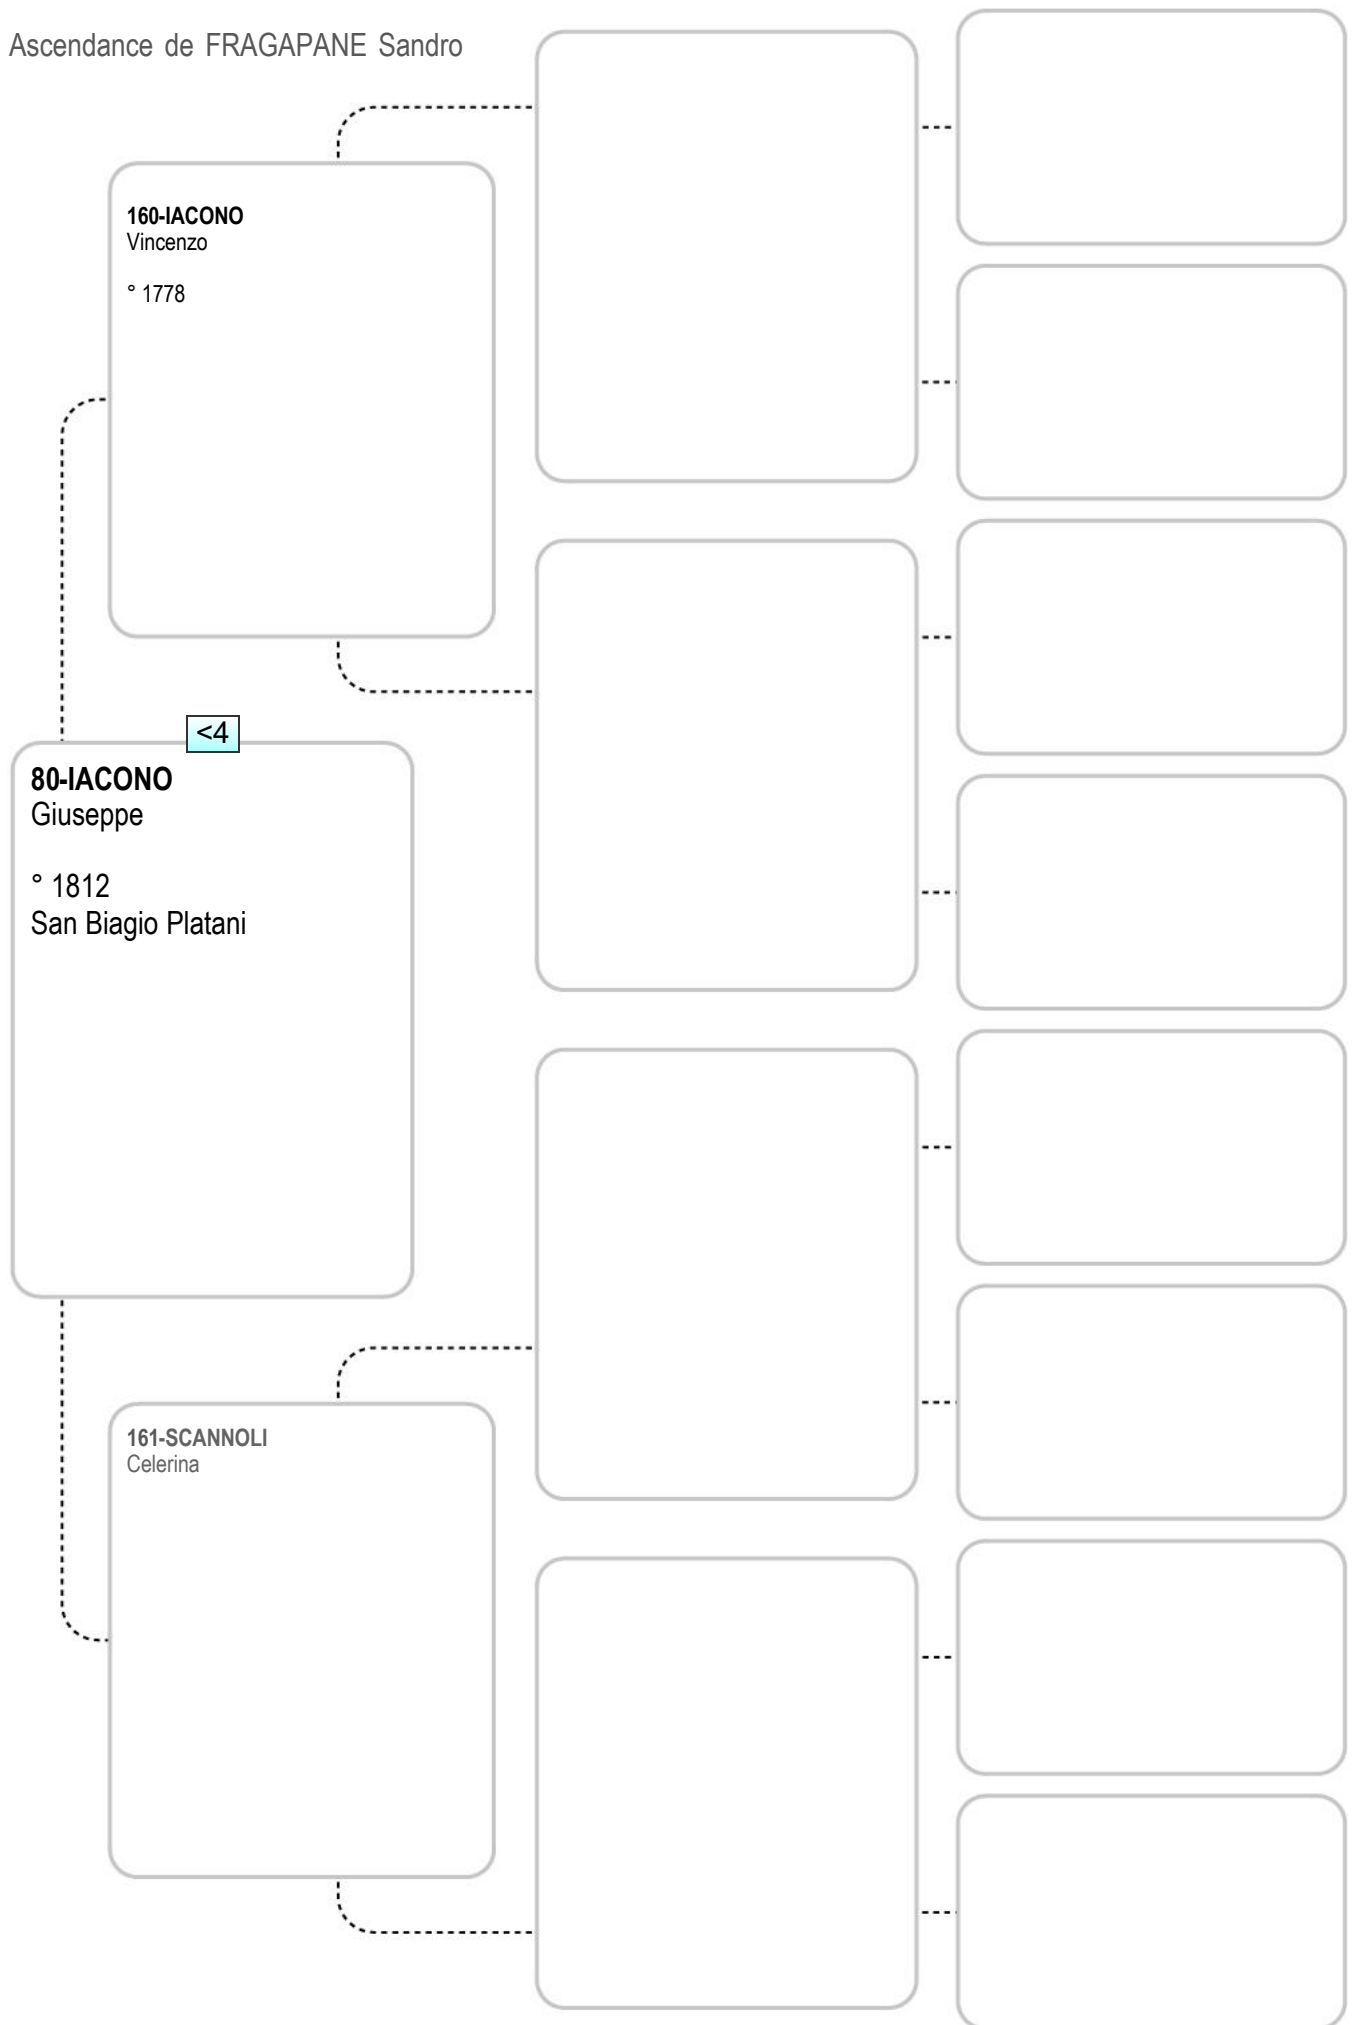 Ascendance de FRAGAPANE Sandro
160-IACONO
Vincenzo
° 1778
<4
80-IACONO
Giuseppe
° 1812
San Biagio Platani
161-SCANNOLI
Celerina